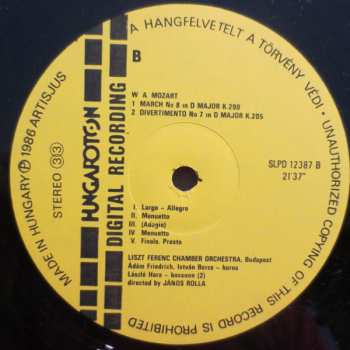 A HANGFELVETELT A TÖRVÉNY VÉDI · UNAUTHORIZED COPYING OF THIS RECORD IS PROHIBITED
MADE IN HUNGARY Ⓟ 1986 ARTISJUS
STEREO (33)
HUNGAROTON
DIGITAL RECORDING
B
W A MOZART
1 MARCH No 8 in D MAJOR K.290
2 DIVERTIMENTO No 7 in D MAJOR K.205
SLPD 12387 B
21'37"
I. Largo - Allegro
II. Menuetto
III. (Adagio)
IV. Menuetto
V. Finale. Presto
LISZT FERENC CHAMBER ORCHESTRA, Budapest
Ádám Friedrich, István Borza - horns
László Hara - bassoon (2)
directed by JÁNOS ROLLA